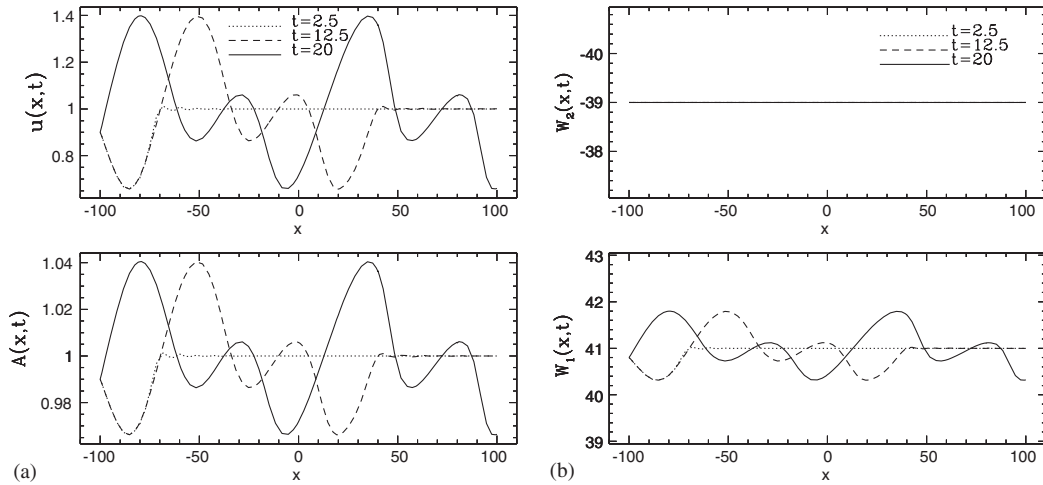 t=2.5
t=12.5
t=20
1.4
1.2
1
0.8
u(x,t)
-100 -50 0 50 100
x
t=2.5
t=12.5
t=20
-40
-39
-38
W2(x,t)
-100 -50 0 50 100
x
1.04
1.02
1
0.98
A(x,t)
-100 -50 0 50 100
x
(a)
43
42
41
40
39
W1(x,t)
-100 -50 0 50 100
x
(b)